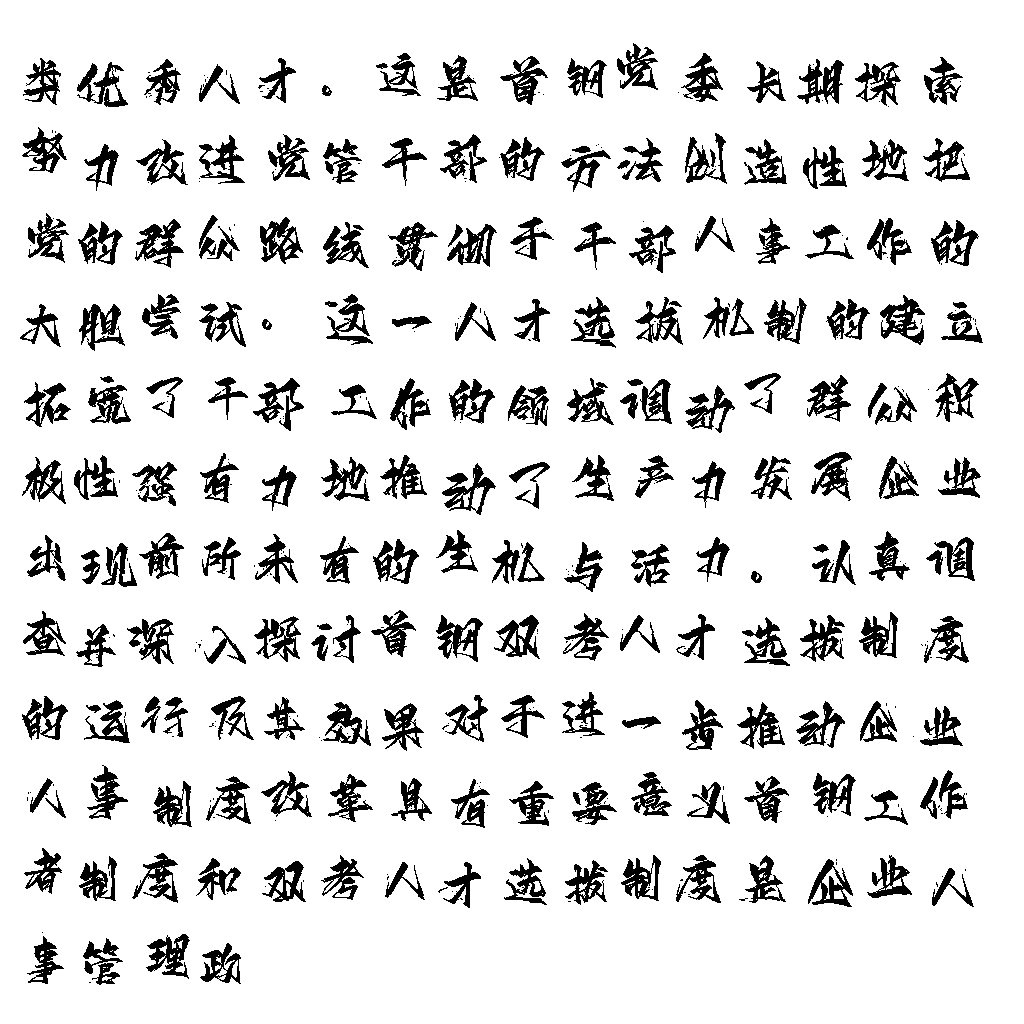 类优秀人才。这是首钢党委长期探索
努力改进党管干部的方法创造性地把
党的群众路线贯彻于干部人事工作的
大胆尝试。这一人才选拔机制的建立
拓宽了干部工作的领域调动了群众积
极性强有力地推动了生产力发展企业
出现前所未有的生机与活力。认真调
查并深入探讨首钢双考人才选拔制度
的运行及其效果对于进一步推动企业
人事制度改革具有重要意义首钢工作
者制度和双考人才选拔制度是企业人
事管理政